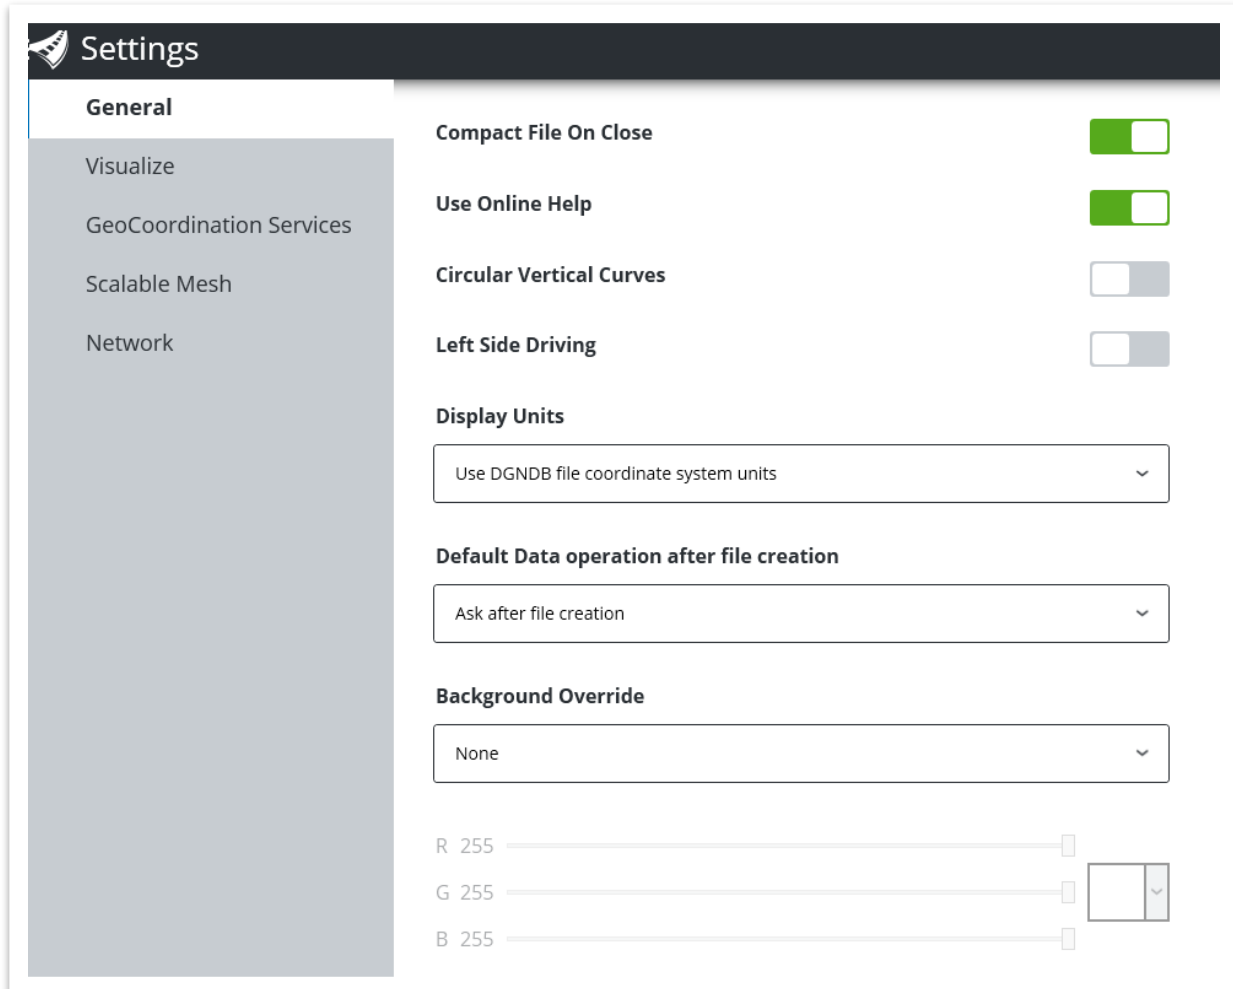 Settings
General
Visualize
GeoCoordination Services
Scalable Mesh
Network
Compact File On Close
Use Online Help
Circular Vertical Curves
Left Side Driving
Display Units
Use DGNDB file coordinate system units
Default Data operation after file creation
Ask after file creation
Background Override
None
R 255
G 255
B 255